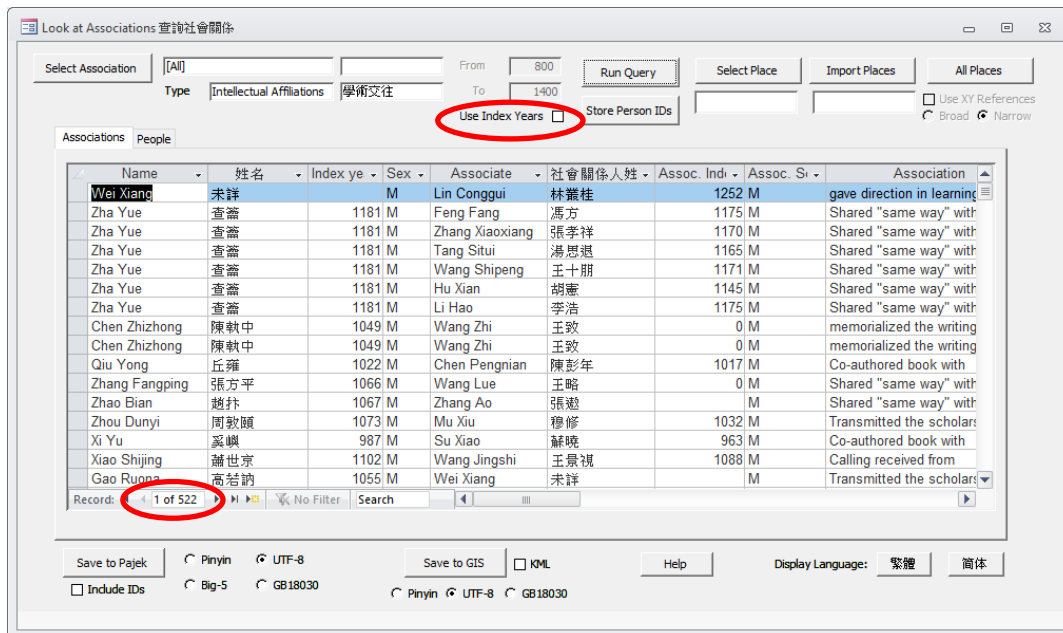 Look at Associations 查詢社會關係
Select Association [All] From 800 Run Query Select Place Import Places All Places
Type Intellectual Affiliations 學術交往 To 1400 Store Person IDs Use XY References
Use Index Years Broad Narrow
Associations People
Name 姓名 Index ye Sex Associate 社會關係人姓 Assoc. Inde Assoc. Se Association
Wei Xiang 未詳 M Lin Conggui 林叢桂 1252 M gave direction in learning
Zha Yue 查籥 1181 M Feng Fang 馮方 1175 M Shared "same way" with
Zha Yue 查籥 1181 M Zhang Xiaoxiang 張孝祥 1170 M Shared "same way" with
Zha Yue 查籥 1181 M Tang Situi 湯思退 1165 M Shared "same way" with
Zha Yue 查籥 1181 M Wang Shipeng 王十朋 1171 M Shared "same way" with
Zha Yue 查籥 1181 M Hu Xian 胡憲 1145 M Shared "same way" with
Zha Yue 查籥 1181 M Li Hao 李浩 1175 M Shared "same way" with
Chen Zhizhong 陳執中 1049 M Wang Zhi 王致 0 M memorialized the writing
Chen Zhizhong 陳執中 1049 M Wang Zhi 王致 0 M memorialized the writing
Qiu Yong 丘雍 1022 M Chen Pengnian 陳彭年 1017 M Co-authored book with
Zhang Fangping 張方平 1066 M Wang Lue 王略 0 M Shared "same way" with
Zhao Bian 趙抃 1067 M Zhang Ao 張遨 M Shared "same way" with
Zhou Dunyi 周敦頤 1073 M Mu Xiu 穆修 1032 M Transmitted the scholars
Xi Yu 奚嶼 987 M Su Xiao 蘇曉 963 M Co-authored book with
Xiao Shijing 蕭世京 1102 M Wang Jingshi 王景視 1088 M Calling received from
Gao Ruona 高若訥 1055 M Wei Xiang 未詳 M Transmitted the scholars
Record: 1 of 522 No Filter Search
Save to Pajek Pinyin UTF-8 Save to GIS KML Help Display Language: 繁體 简体
Include IDs Big-5 GB18030 Pinyin UTF-8 GB18030